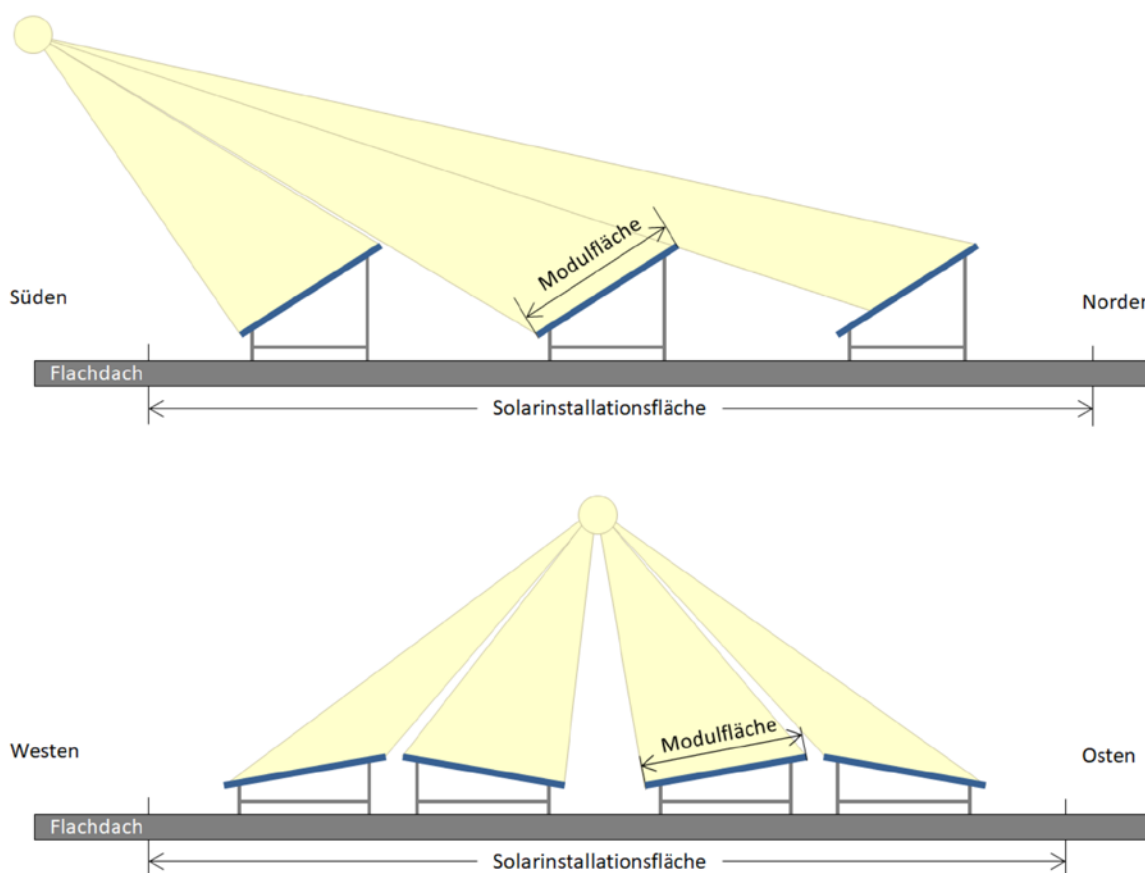 Modulfläche
Süden
Norden
Flachdach
Solarinstallationsfläche
Modulfläche
Westen
Osten
Flachdach
Solarinstallationsfläche